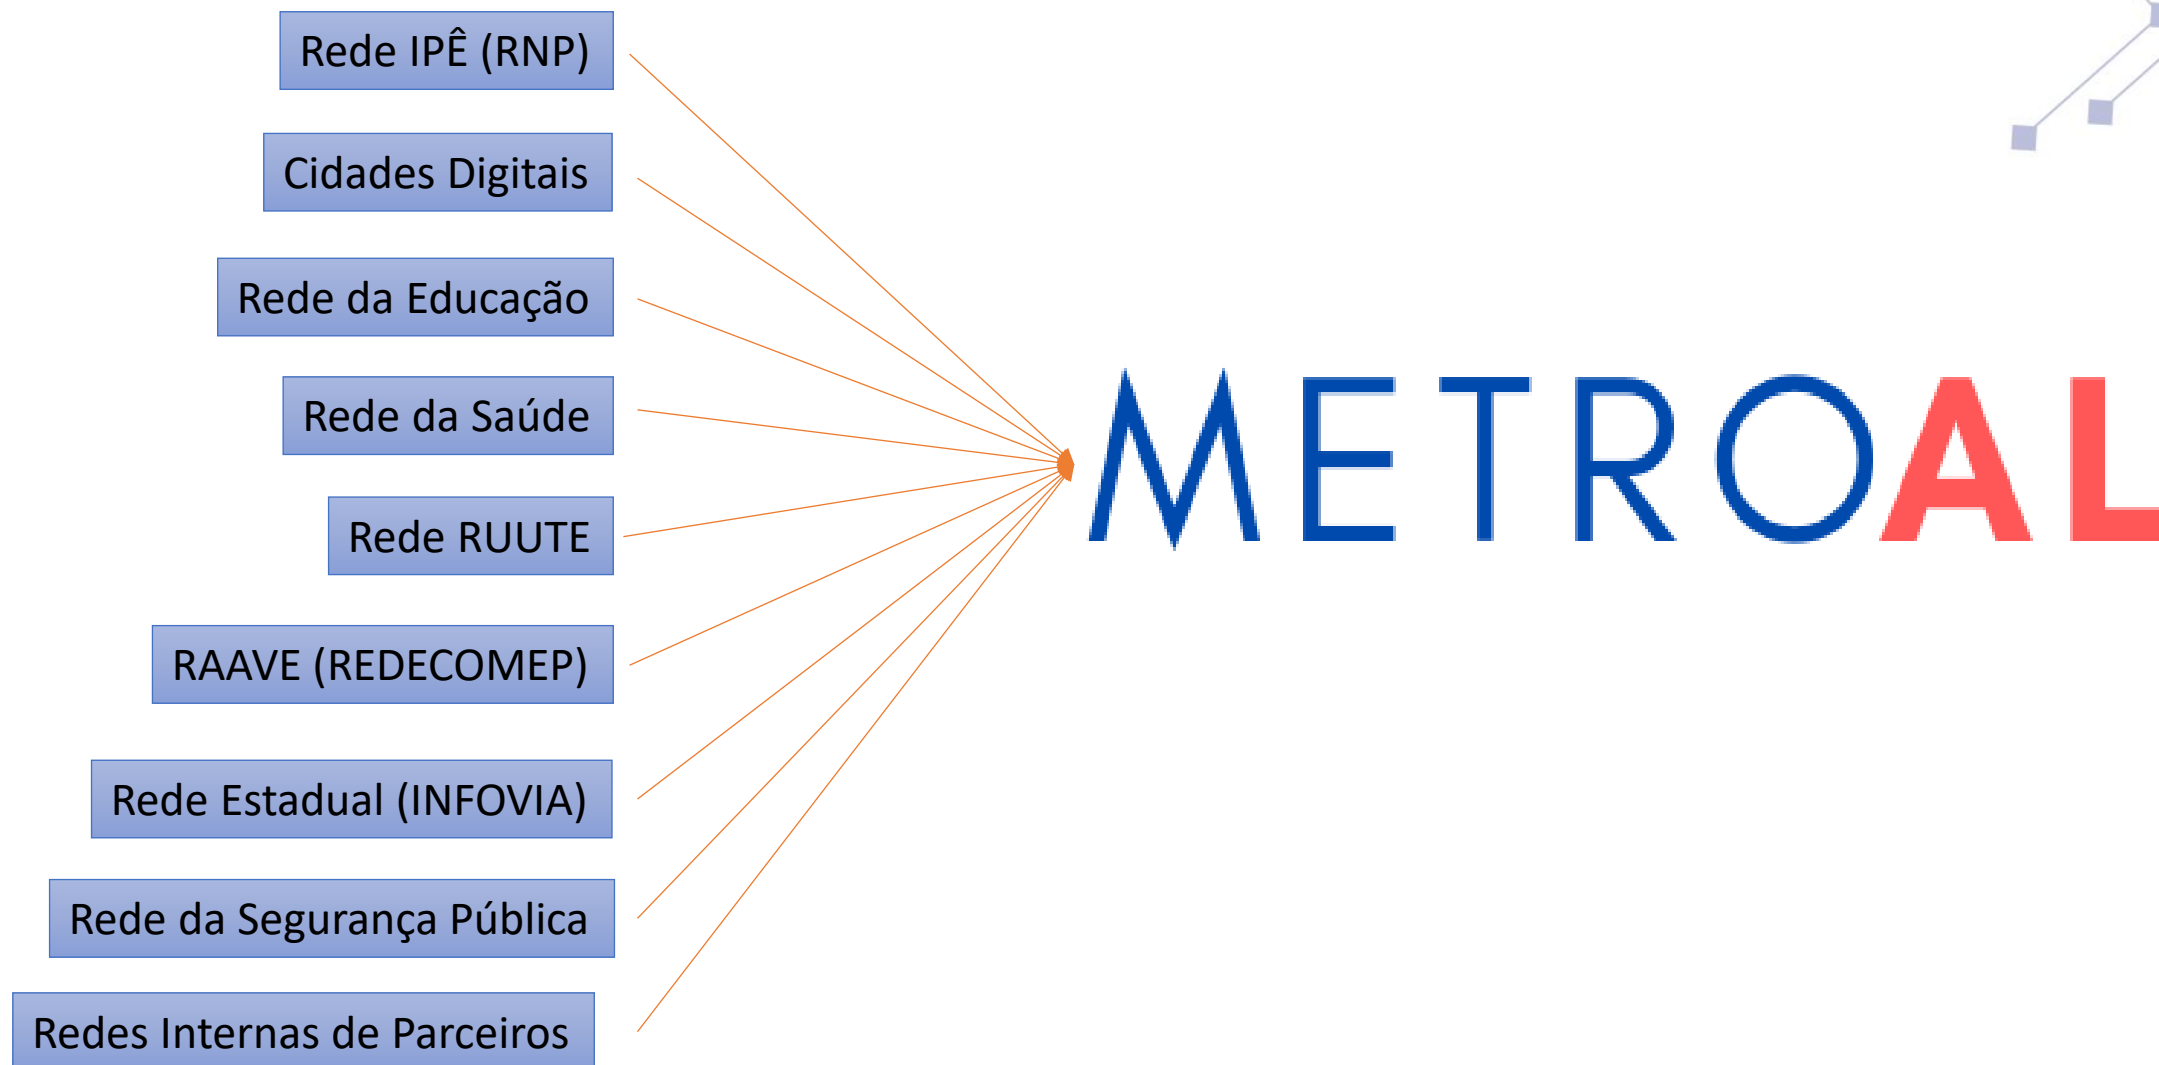 Rede IPÊ (RNP)
Cidades Digitais
Rede da Educação
Rede da Saúde
Rede RUUTE
RAAVE (REDECOMEP)
Rede Estadual (INFOVIA)
Rede da Segurança Pública
Redes Internas de Parceiros
METROAL